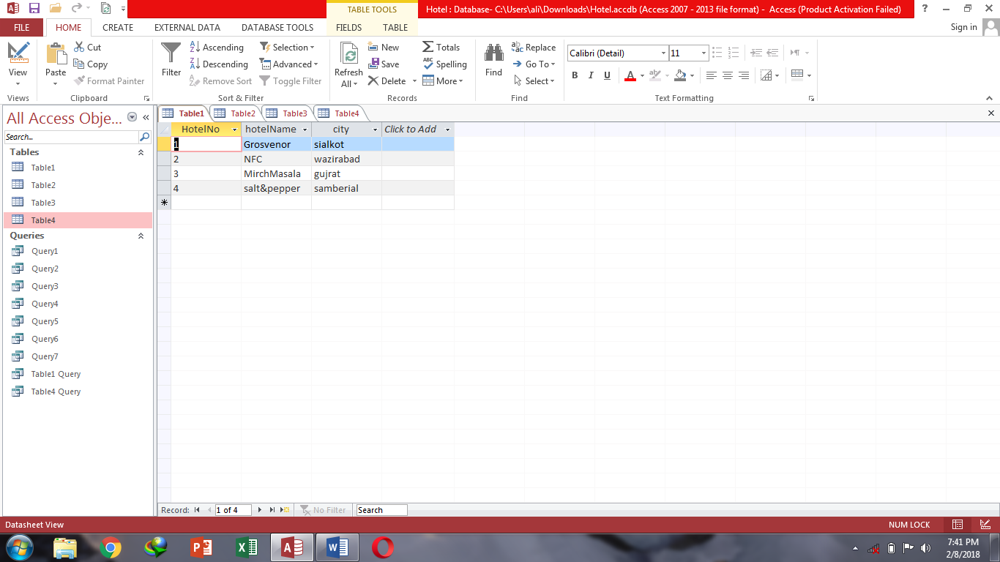 TABLE TOOLS
Hotel : Database- C:\Users\ali\Downloads\Hotel.accdb (Access 2007 - 2013 file format) - Access (Product Activation Failed)
FILE HOME CREATE EXTERNAL DATA DATABASE TOOLS FIELDS TABLE Sign in
View
Views
Paste
Cut
Copy
Format Painter
Clipboard
Filter
Ascending
Descending
Remove Sort
Selection
Advanced
Toggle Filter
Sort & Filter
Refresh
All
New
Save
Delete
Totals
Spelling
More
Records
Find
Replace
Go To
Select
Find
Calibri (Detail) 11
B I U A
Text Formatting
All Access Obje...
Search...
Tables
Table1
Table2
Table3
Table4
Queries
Query1
Query2
Query3
Query4
Query5
Query6
Query7
Table1 Query
Table4 Query
Table1 Table2 Table3 Table4
HotelNo hotelName city Click to Add
1 Grosvenor sialkot
2 NFC wazirabad
3 MirchMasala gujrat
4 salt&pepper samberial
Record: 1 of 4 No Filter Search
Datasheet View NUM LOCK
7:41 PM
2/8/2018